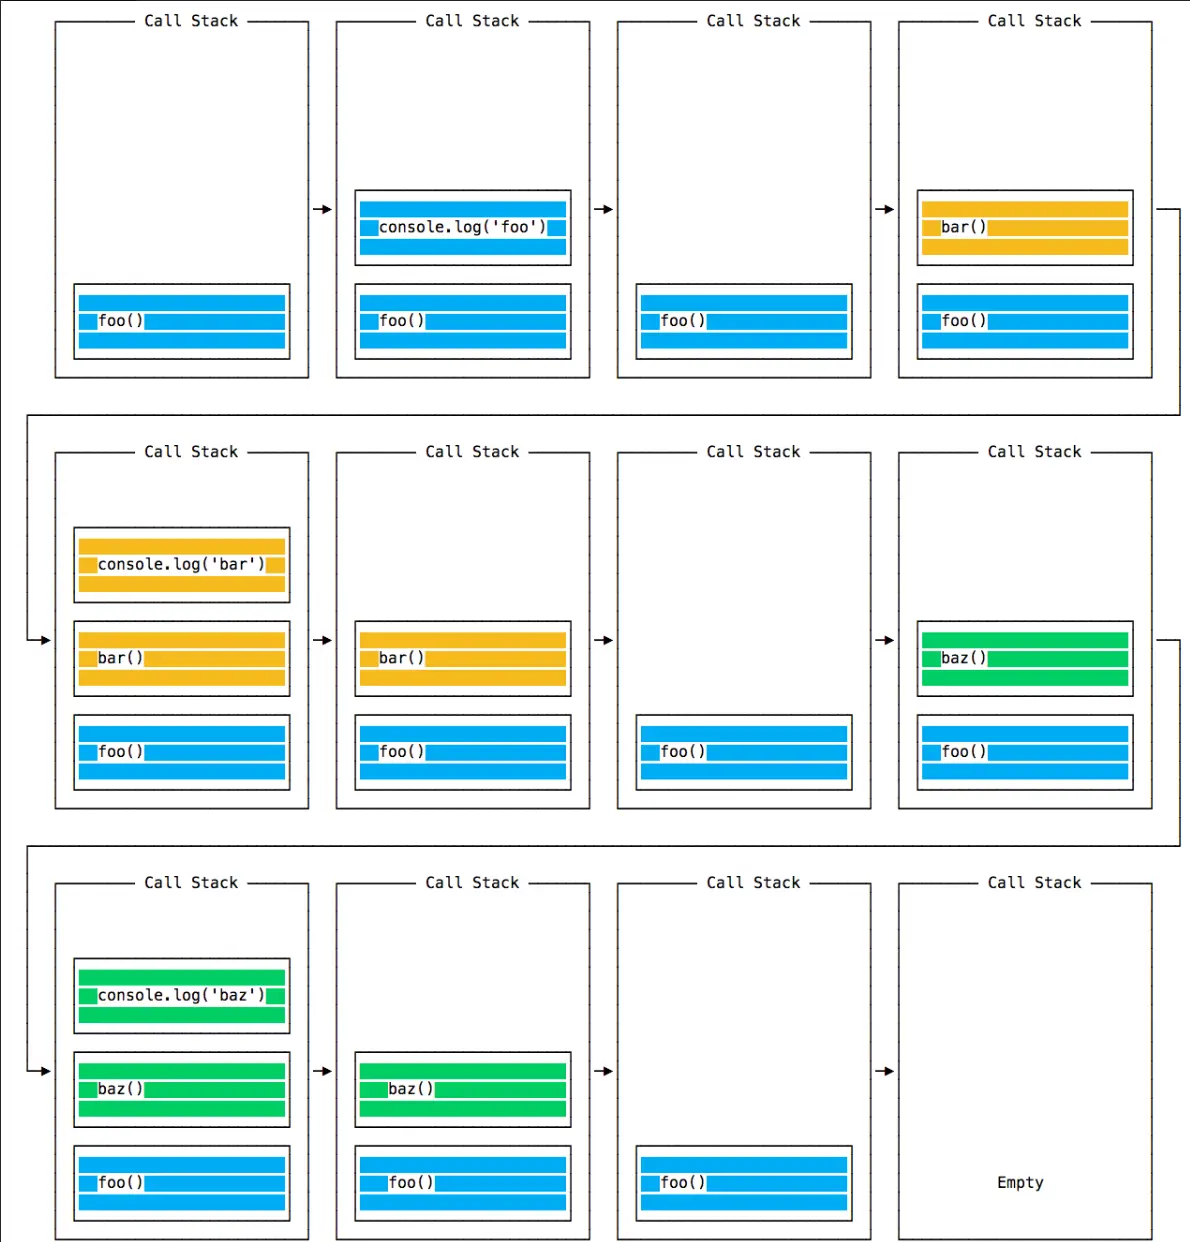 Call Stack
Call Stack
Call Stack
Call Stack
console.log('foo')
bar()
foo()
foo()
foo()
foo()
Call Stack
Call Stack
Call Stack
Call Stack
console.log('bar')
bar()
bar()
baz()
foo()
foo()
foo()
foo()
Call Stack
Call Stack
Call Stack
Call Stack
console.log('baz')
baz()
baz()
foo()
foo()
foo()
Empty